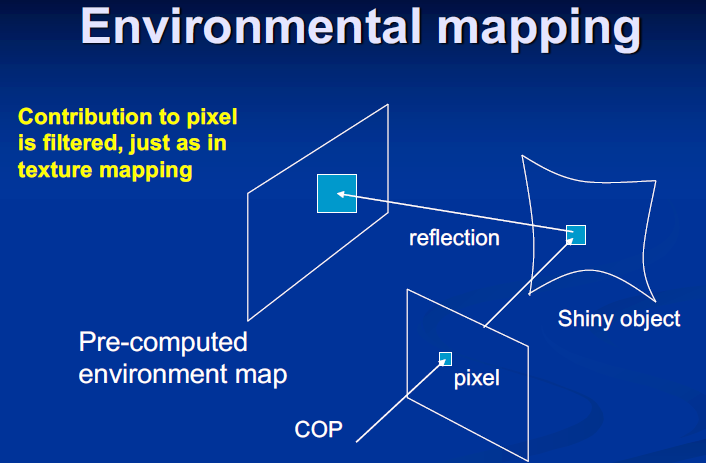 Environmental mapping
Contribution to pixel
is filtered, just as in
texture mapping
reflection
Shiny object
Pre-computed
environment map
pixel
COP